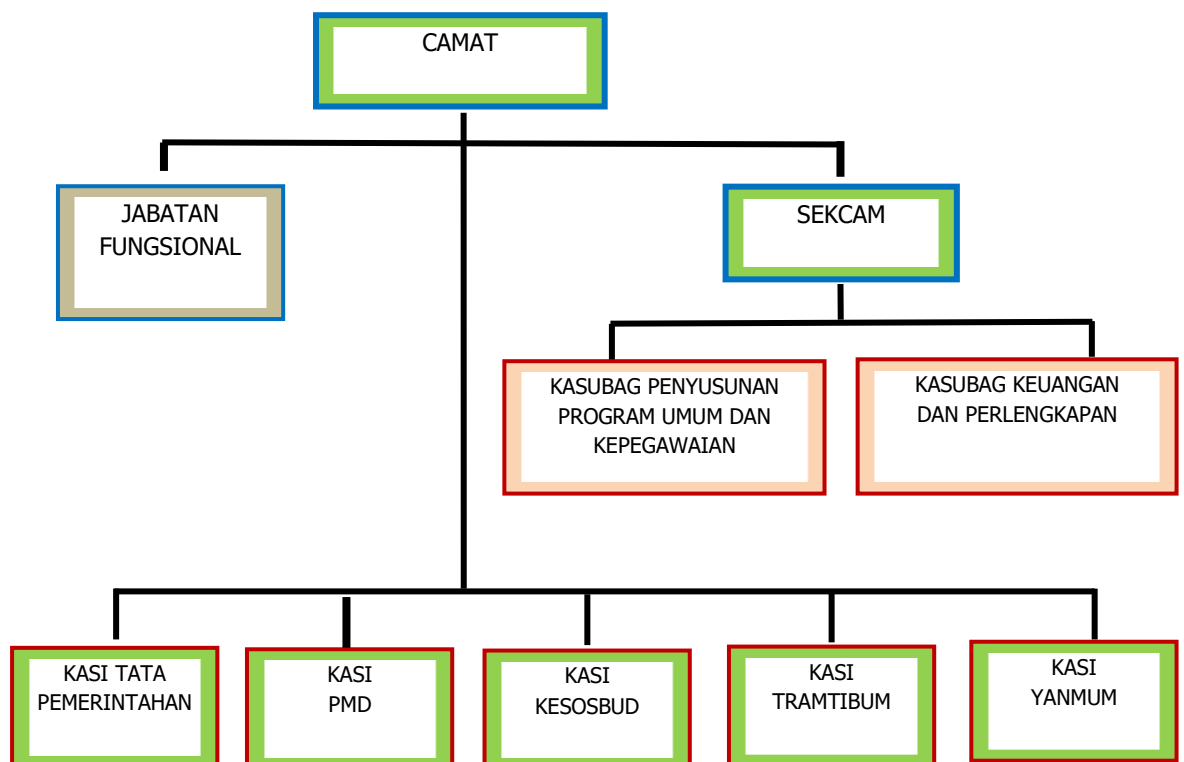 CAMAT
JABATAN
FUNGSIONAL
SEKCAM
KASUBAG PENYUSUNAN
PROGRAM UMUM DAN
KEPEGAWAIAN
KASUBAG KEUANGAN
DAN PERLENGKAPAN
KASI TATA
PEMERINTAHAN
KASI
PMD
KASI
KESOSBUD
KASI
TRAMTIBUM
KASI
YANMUM